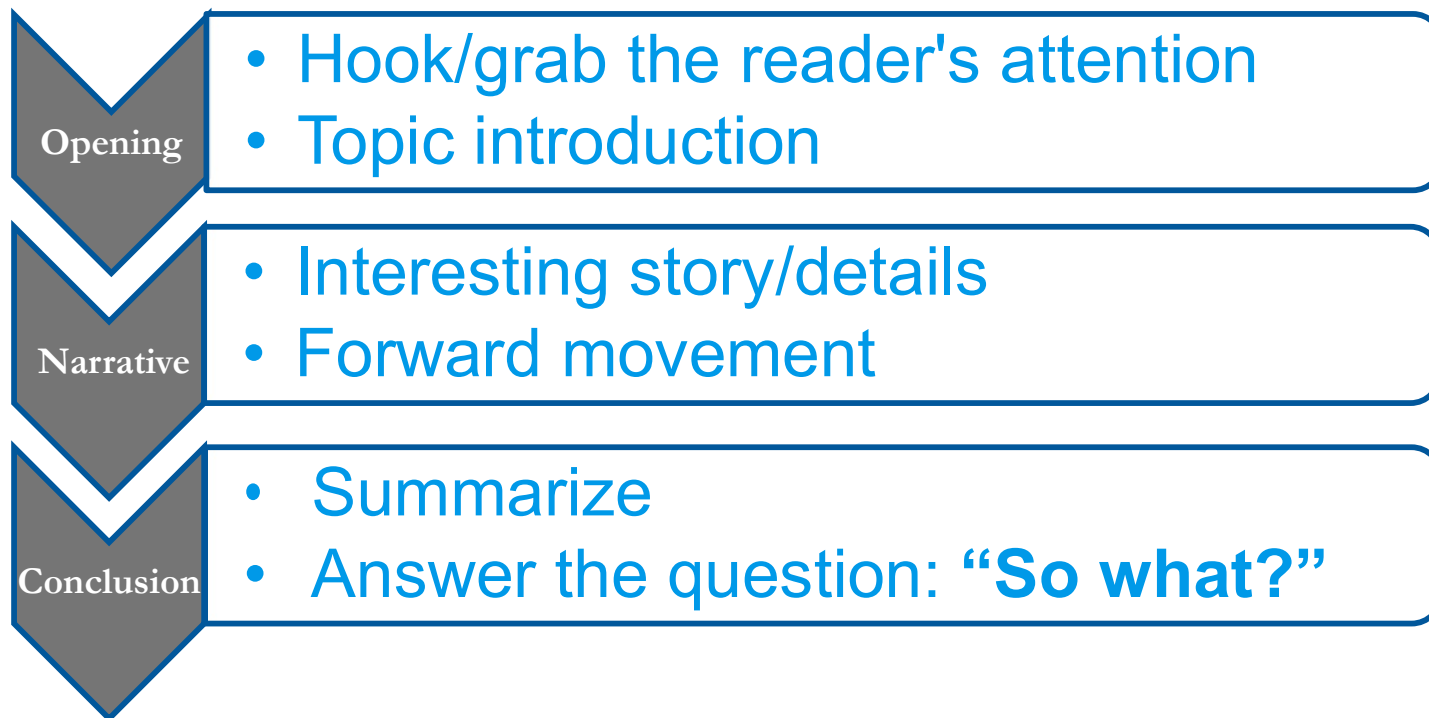 Opening
• Hook/grab the reader's attention
• Topic introduction
Narrative
• Interesting story/details
• Forward movement
Conclusion
• Summarize
• Answer the question: “So what?”